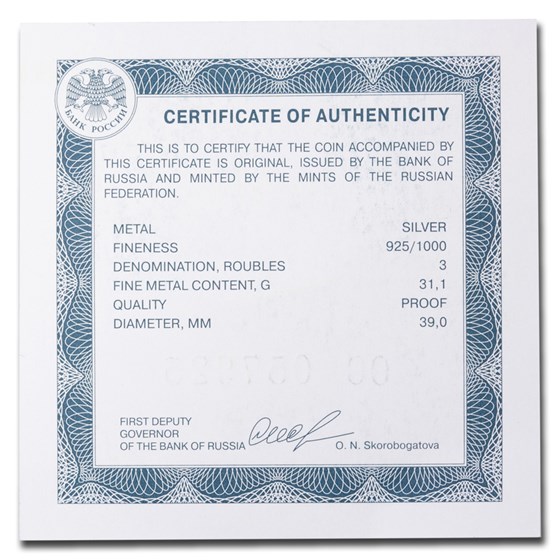 БАНК РОССИИ
CERTIFICATE OF AUTHENTICITY
THIS IS TO CERTIFY THAT THE COIN ACCOMPANIED BY
THIS CERTIFICATE IS ORIGINAL, ISSUED BY THE BANK OF
RUSSIA AND MINTED BY THE MINTS OF THE RUSSIAN
FEDERATION.
METAL SILVER
FINENESS 925/1000
DENOMINATION, ROUBLES 3
FINE METAL CONTENT, G 31,1
QUALITY PROOF
DIAMETER, MM 39,0
FIRST DEPUTY
GOVERNOR
OF THE BANK OF RUSSIA O. N. Skorobogatova